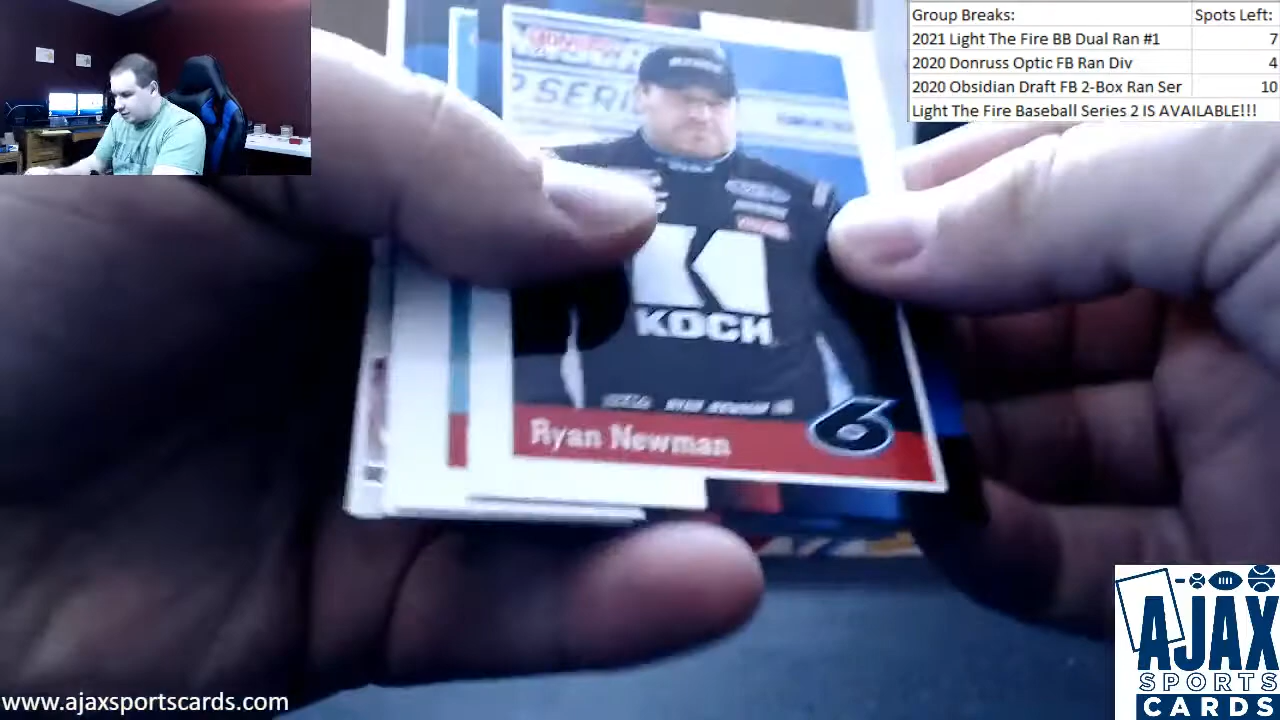 Group Breaks: Spots Left:
2021 Light The Fire BB Dual Ran #1 7
2020 Donruss Optic FB Ran Div 4
2020 Obsidian Draft FB 2-Box Ran Ser 10
Light The Fire Baseball Series 2 IS AVAILABLE!!!
P SERI
KOCH
Ryan Newman
6
AJAX
SPORTS
CARDS
www.ajaxsportscards.com